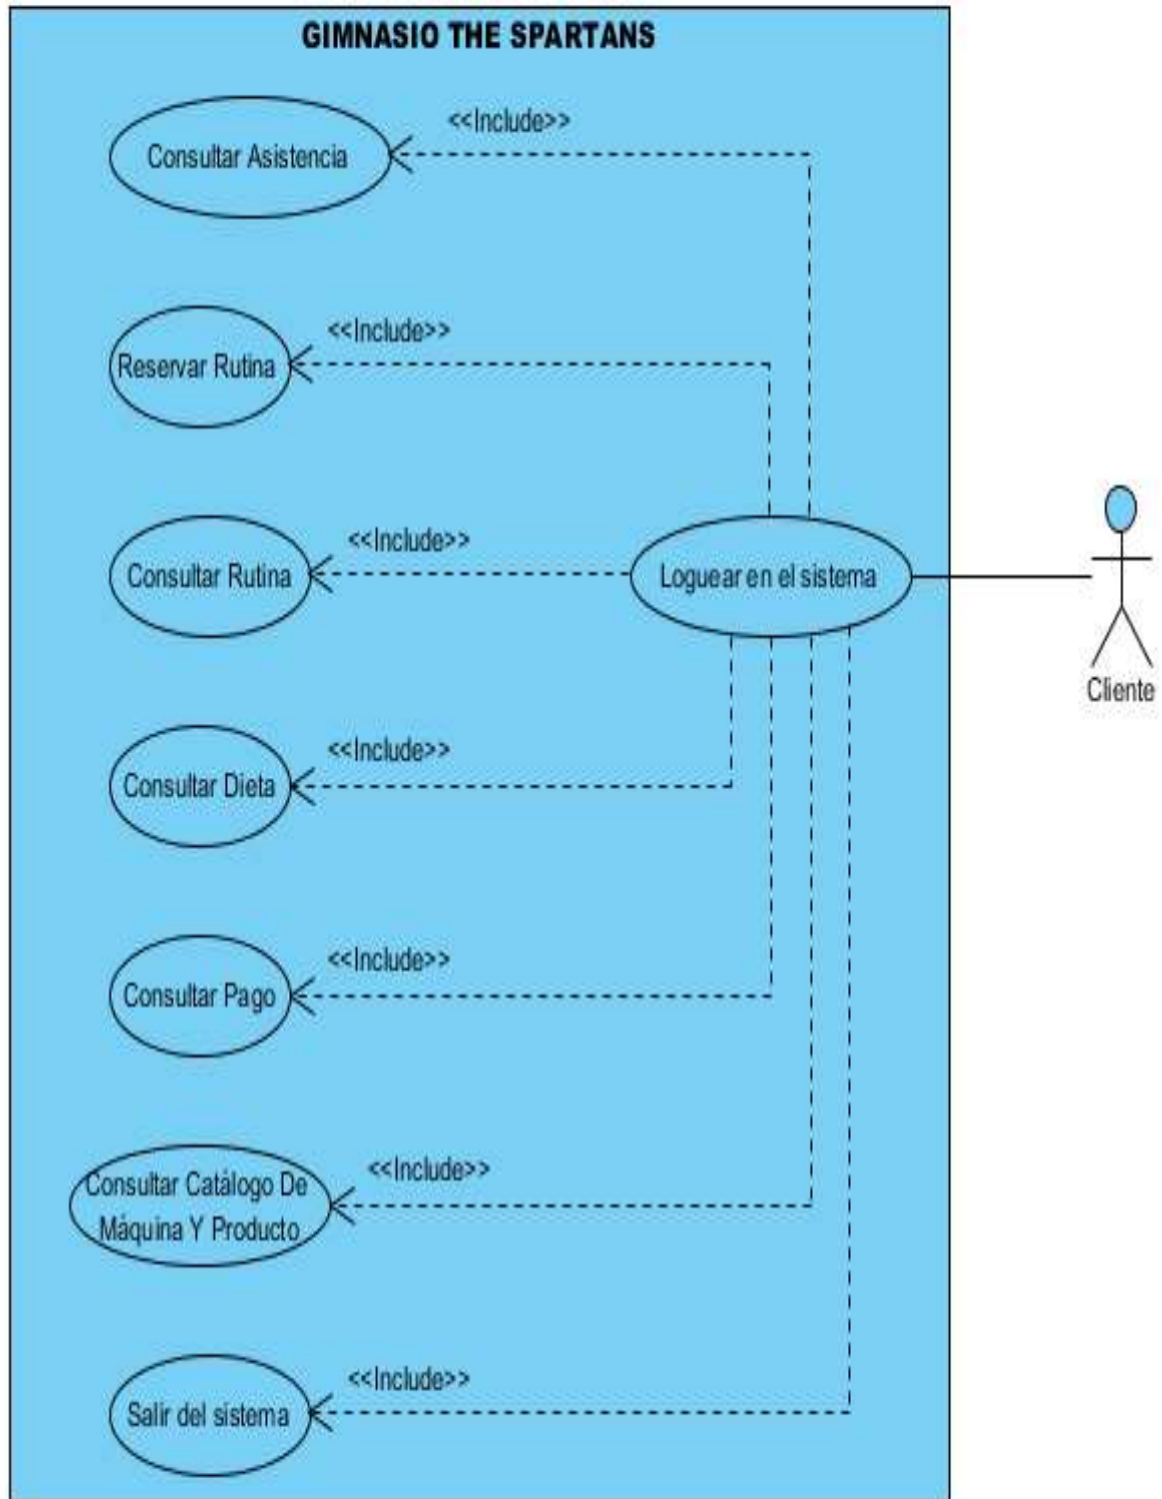 GIMNASIO THE SPARTANS
<<Include>>
Consultar Asistencia
<<Include>>
Reservar Rutina
<<Include>>
Consultar Rutina
Loguear en el sistema
Cliente
<<Include>>
Consultar Dieta
<<Include>>
Consultar Pago
<<Include>>
Consultar Catálogo De
Máquina Y Producto
<<Include>>
Salir del sistema